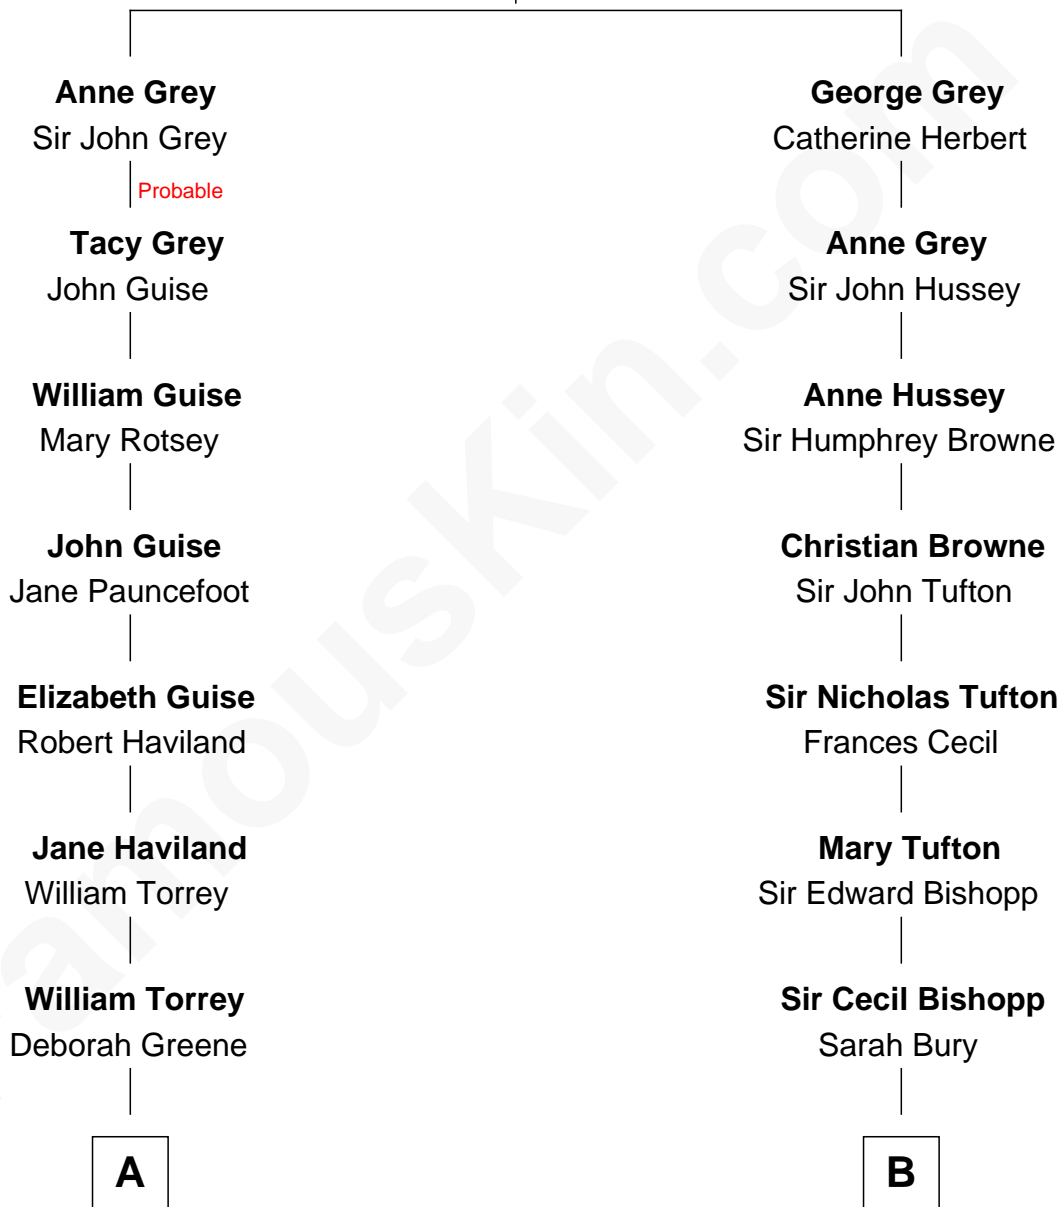 Anne Grey
Sir John Grey
Probable
Tacy Grey
John Guise
William Guise
Mary Rotsey
John Guise
Jane Pauncefoot
Elizabeth Guise
Robert Haviland
Jane Haviland
William Torrey
William Torrey
Deborah Greene
A
George Grey
Catherine Herbert
Anne Grey
Sir John Hussey
Anne Hussey
Sir Humphrey Browne
Christian Browne
Sir John Tufton
Sir Nicholas Tufton
Frances Cecil
Mary Tufton
Sir Edward Bishopp
Sir Cecil Bishopp
Sarah Bury
B
amousKin.com